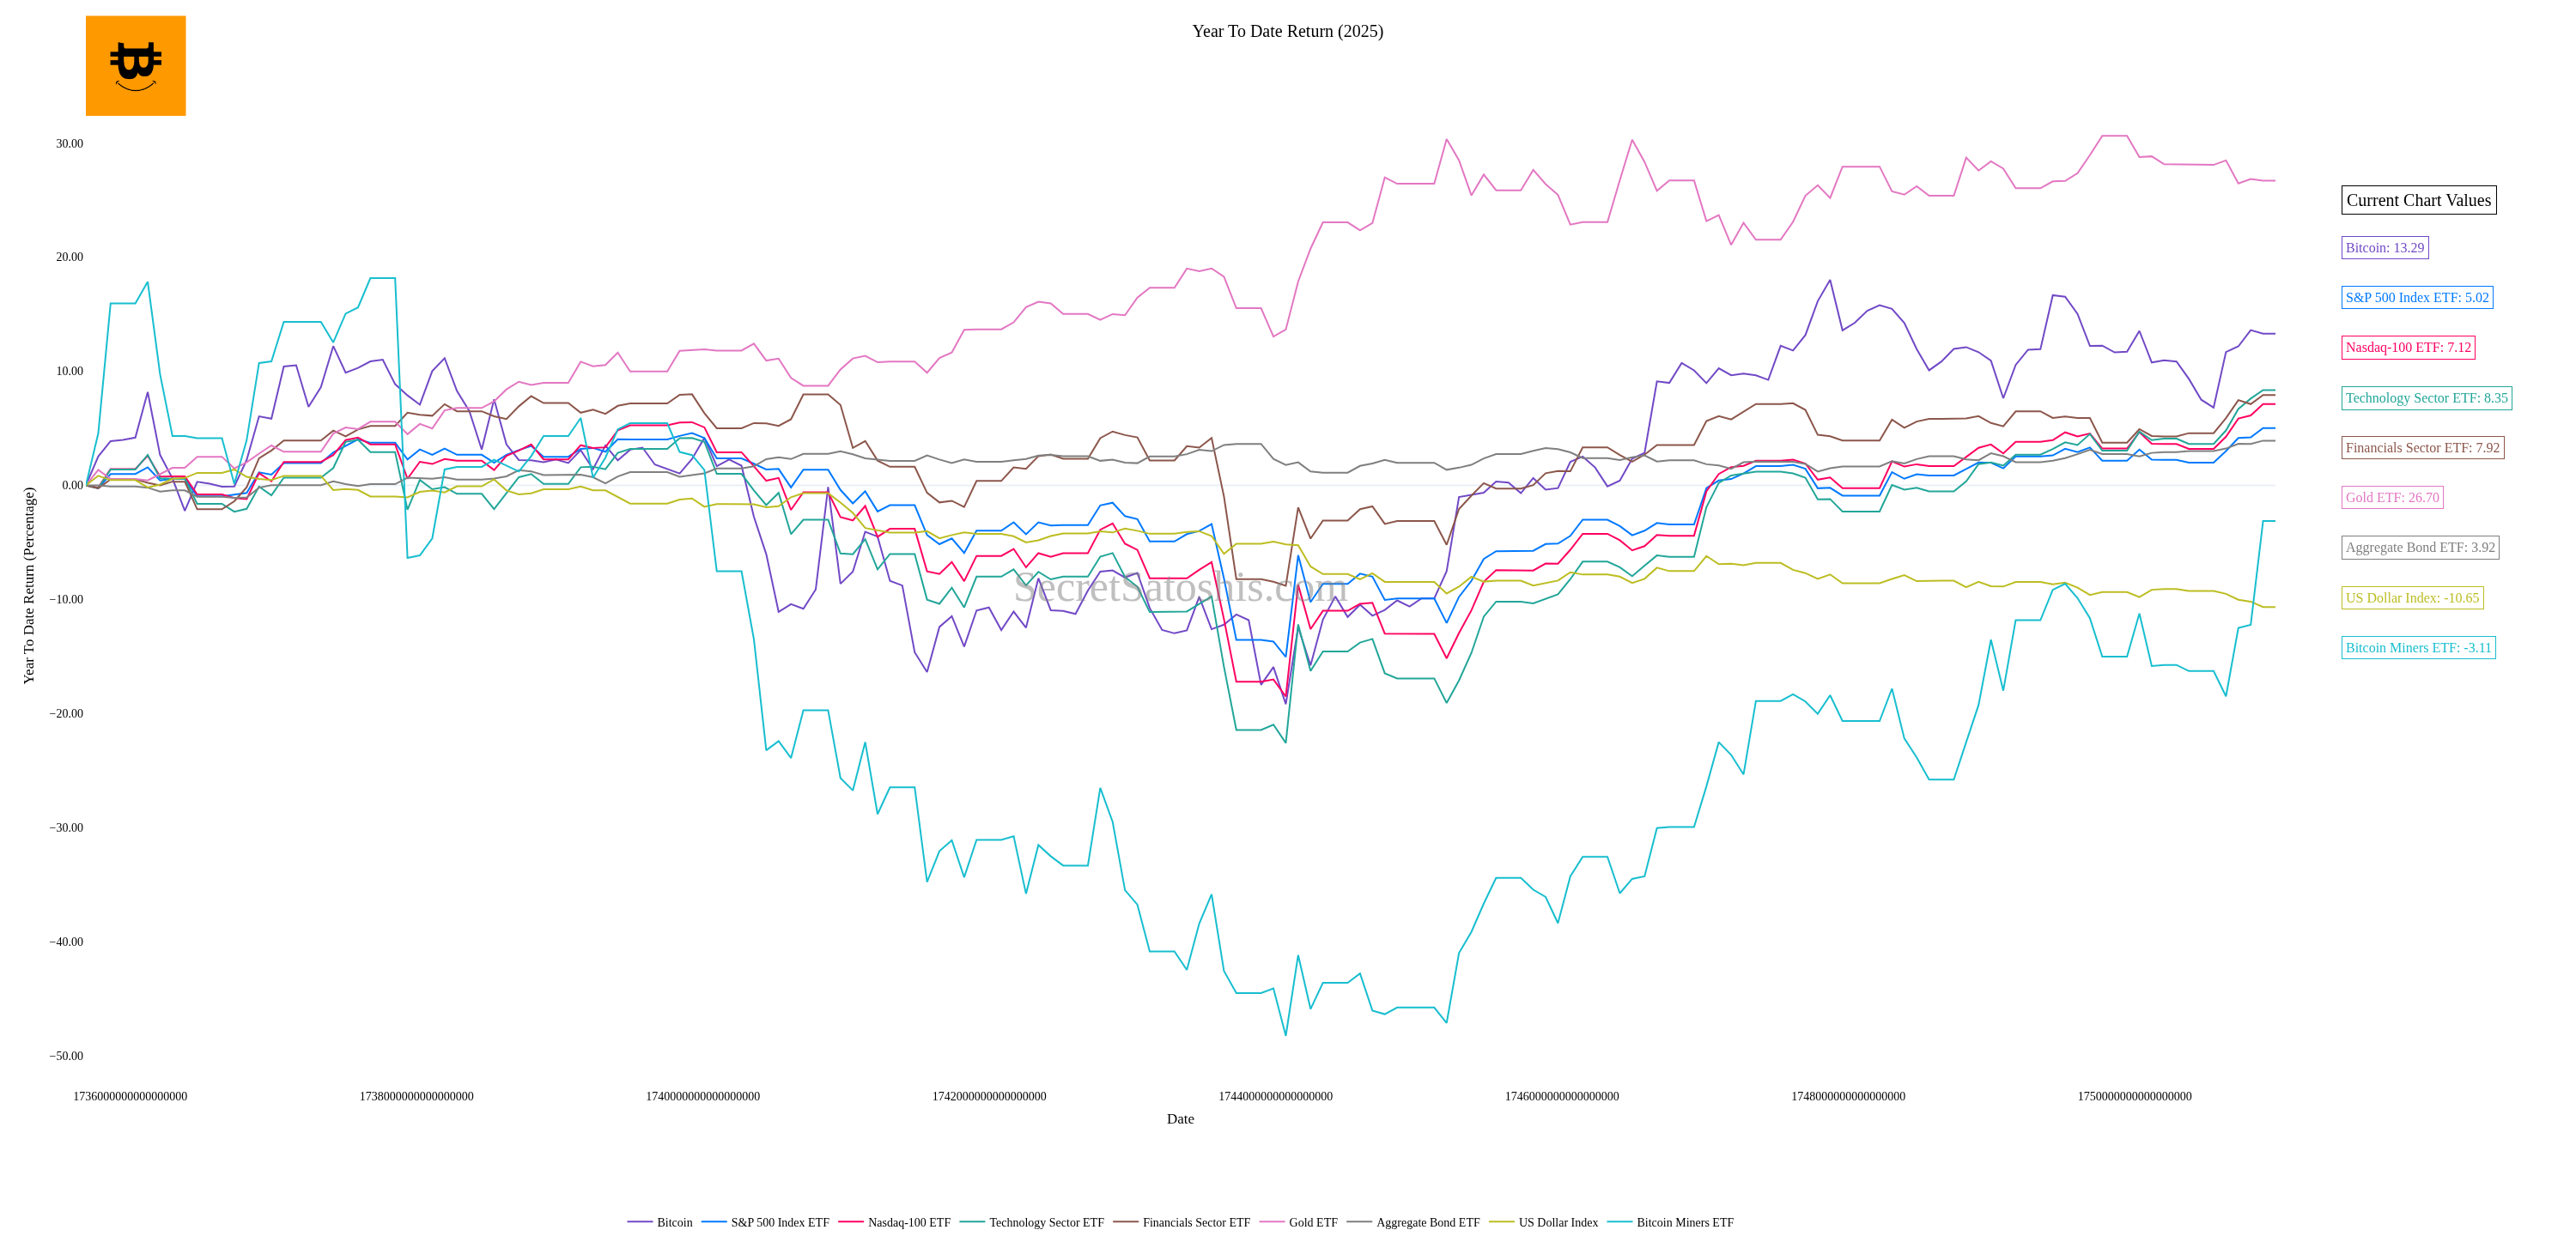 Year To Date Return (2025)
30.00
20.00
10.00
0.00
−10.00
−20.00
−30.00
−40.00
−50.00
Year To Date Return (Percentage)
SecretSatoshis.com
Current Chart Values
Bitcoin: 13.29
S&P 500 Index ETF: 5.02
Nasdaq-100 ETF: 7.12
Technology Sector ETF: 8.35
Financials Sector ETF: 7.92
Gold ETF: 26.70
Aggregate Bond ETF: 3.92
US Dollar Index: -10.65
Bitcoin Miners ETF: -3.11
1736000000000000000 1738000000000000000 1740000000000000000 1742000000000000000 1744000000000000000 1746000000000000000 1748000000000000000 1750000000000000000
Date
Bitcoin S&P 500 Index ETF Nasdaq-100 ETF Technology Sector ETF Financials Sector ETF Gold ETF Aggregate Bond ETF US Dollar Index Bitcoin Miners ETF